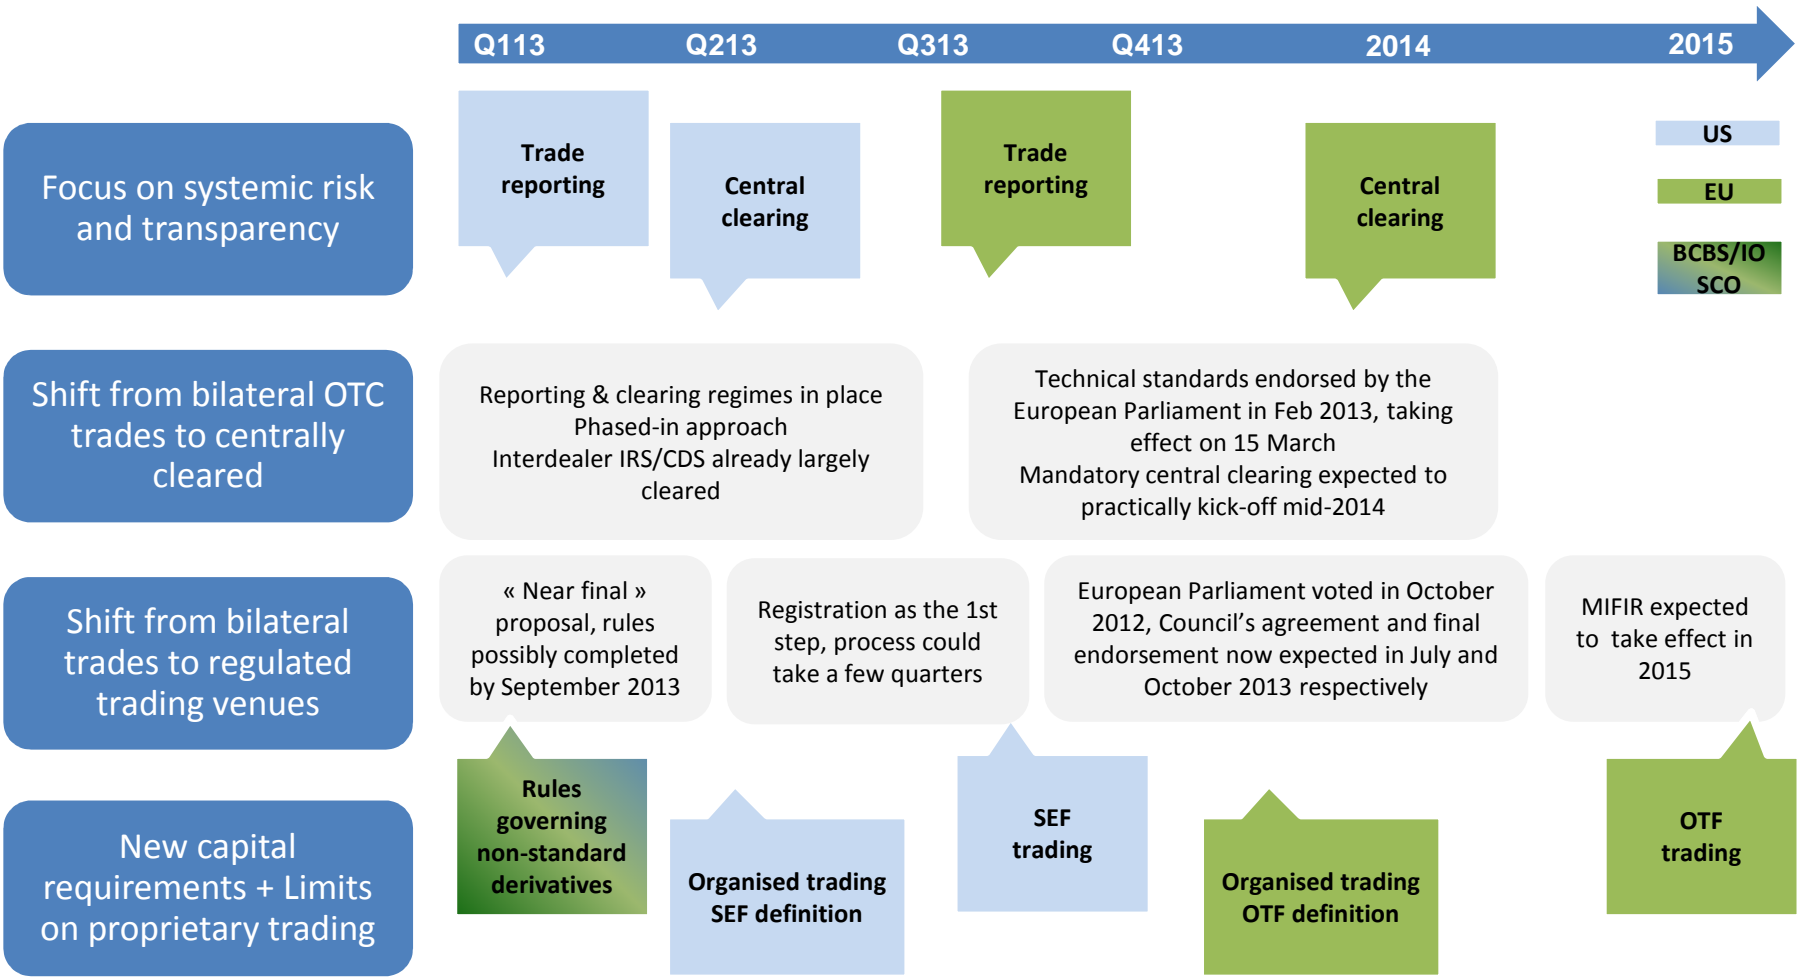 Q113 Q213 Q313 Q413 2014 2015
Focus on systemic risk
and transparency
Trade
reporting
Central
clearing
Trade
reporting
Central
clearing
US
EU
BCBS/IO
SCO
Shift from bilateral OTC
trades to centrally
cleared
Reporting & clearing regimes in place
Phased-in approach
Interdealer IRS/CDS already largely
cleared
Technical standards endorsed by the
European Parliament in Feb 2013, taking
effect on 15 March
Mandatory central clearing expected to
practically kick-off mid-2014
Shift from bilateral
trades to regulated
trading venues
« Near final »
proposal, rules
possibly completed
by September 2013
Registration as the 1st
step, process could
take a few quarters
European Parliament voted in October
2012, Council’s agreement and final
endorsement now expected in July and
October 2013 respectively
MIFIR expected
to take effect in
2015
New capital
requirements + Limits
on proprietary trading
Rules
governing
non-standard
derivatives
Organised trading
SEF definition
SEF
trading
Organised trading
OTF definition
OTF
trading